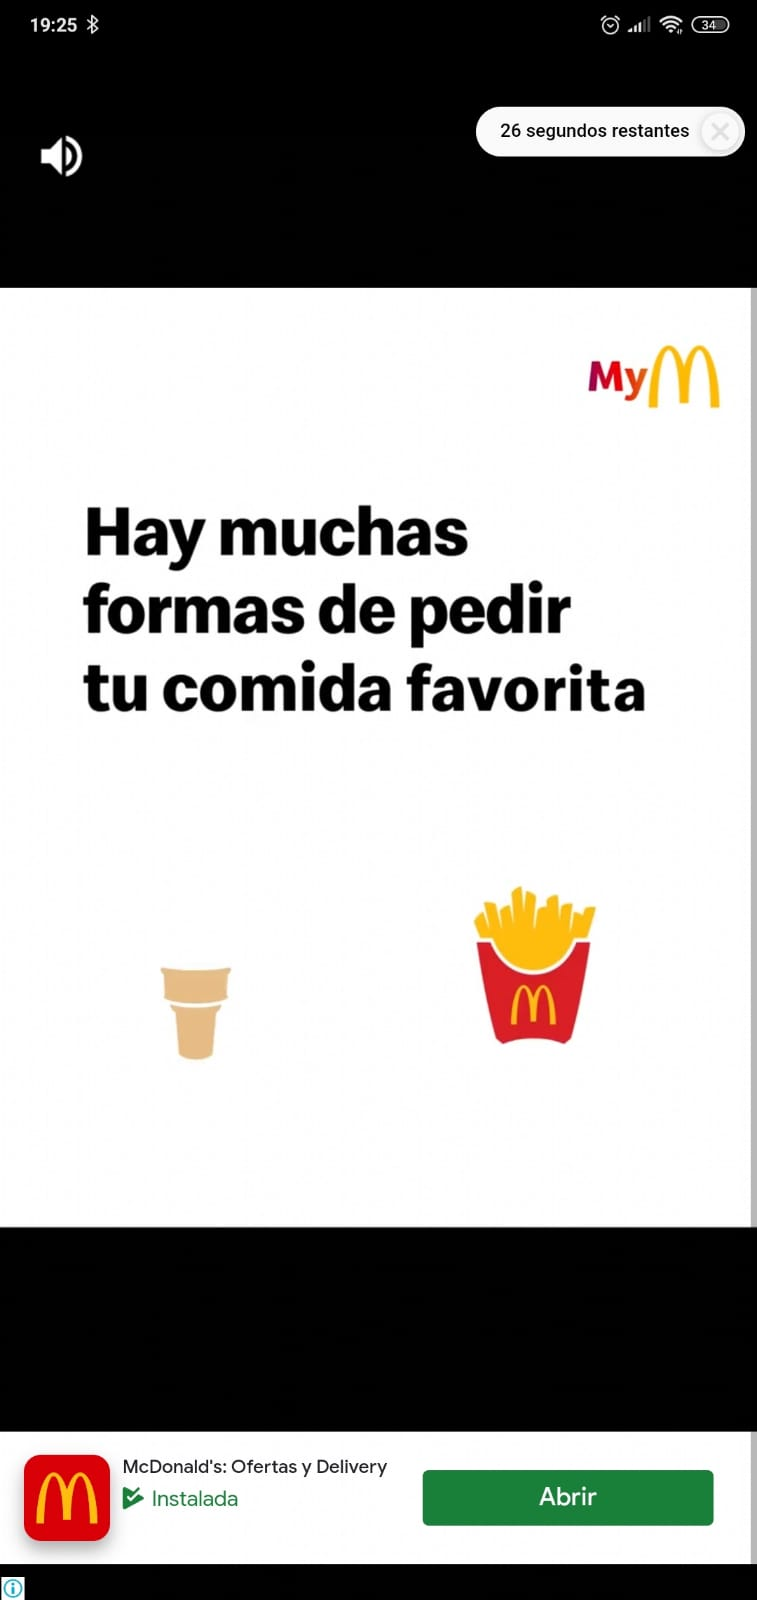 19:25
34
26 segundos restantes
My
Hay muchas
formas de pedir
tu comida favorita
McDonald's: Ofertas y Delivery
Instalada
Abrir